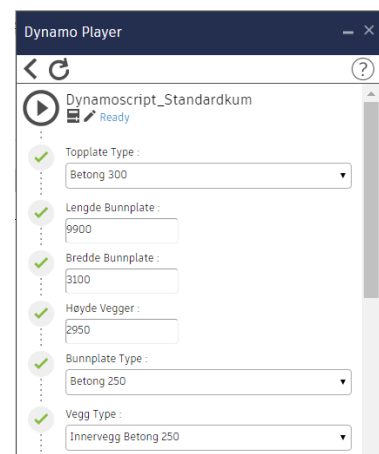 Dynamo Player
Dynamoscript_Standardkum
Ready
Topplate Type :
Betong 300
Lengde Bunnplate :
9900
Bredde Bunnplate :
3100
Høyde Vegger :
2950
Bunnplate Type :
Betong 250
Vegg Type :
Innervegg Betong 250